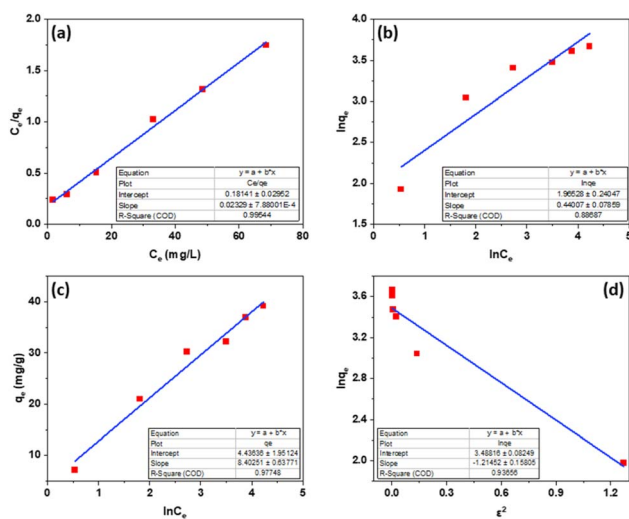 (a)
2.0
1.5
1.0
0.5
0.0
0 20 40 60 80
C_e/q_e
C_e (mg/L)
Equation y = a + b*x
Plot Ce/qe
Intercept 0.18141 ± 0.02952
Slope 0.02329 ± 7.88001E-4
R-Square (COD) 0.99544
(b)
4.0
3.5
3.0
2.5
2.0
1.5
0 1 2 3 4 5
lnq_e
lnC_e
Equation y = a + b*x
Plot lnqe
Intercept 1.96528 ± 0.24047
Slope 0.44007 ± 0.07859
R-Square (COD) 0.88687
(c)
40
30
20
10
0 1 2 3 4 5
q_e (mg/g)
lnC_e
Equation y = a + b*x
Plot qe
Intercept 4.43636 ± 1.95124
Slope 8.40251 ± 0.63771
R-Square (COD) 0.97748
(d)
3.6
3.2
2.8
2.4
2.0
1.6
0.0 0.3 0.6 0.9 1.2
lnq_e
ε²
Equation y = a + b*x
Plot lnqe
Intercept 3.48816 ± 0.08249
Slope -1.21452 ± 0.15805
R-Square (COD) 0.93656